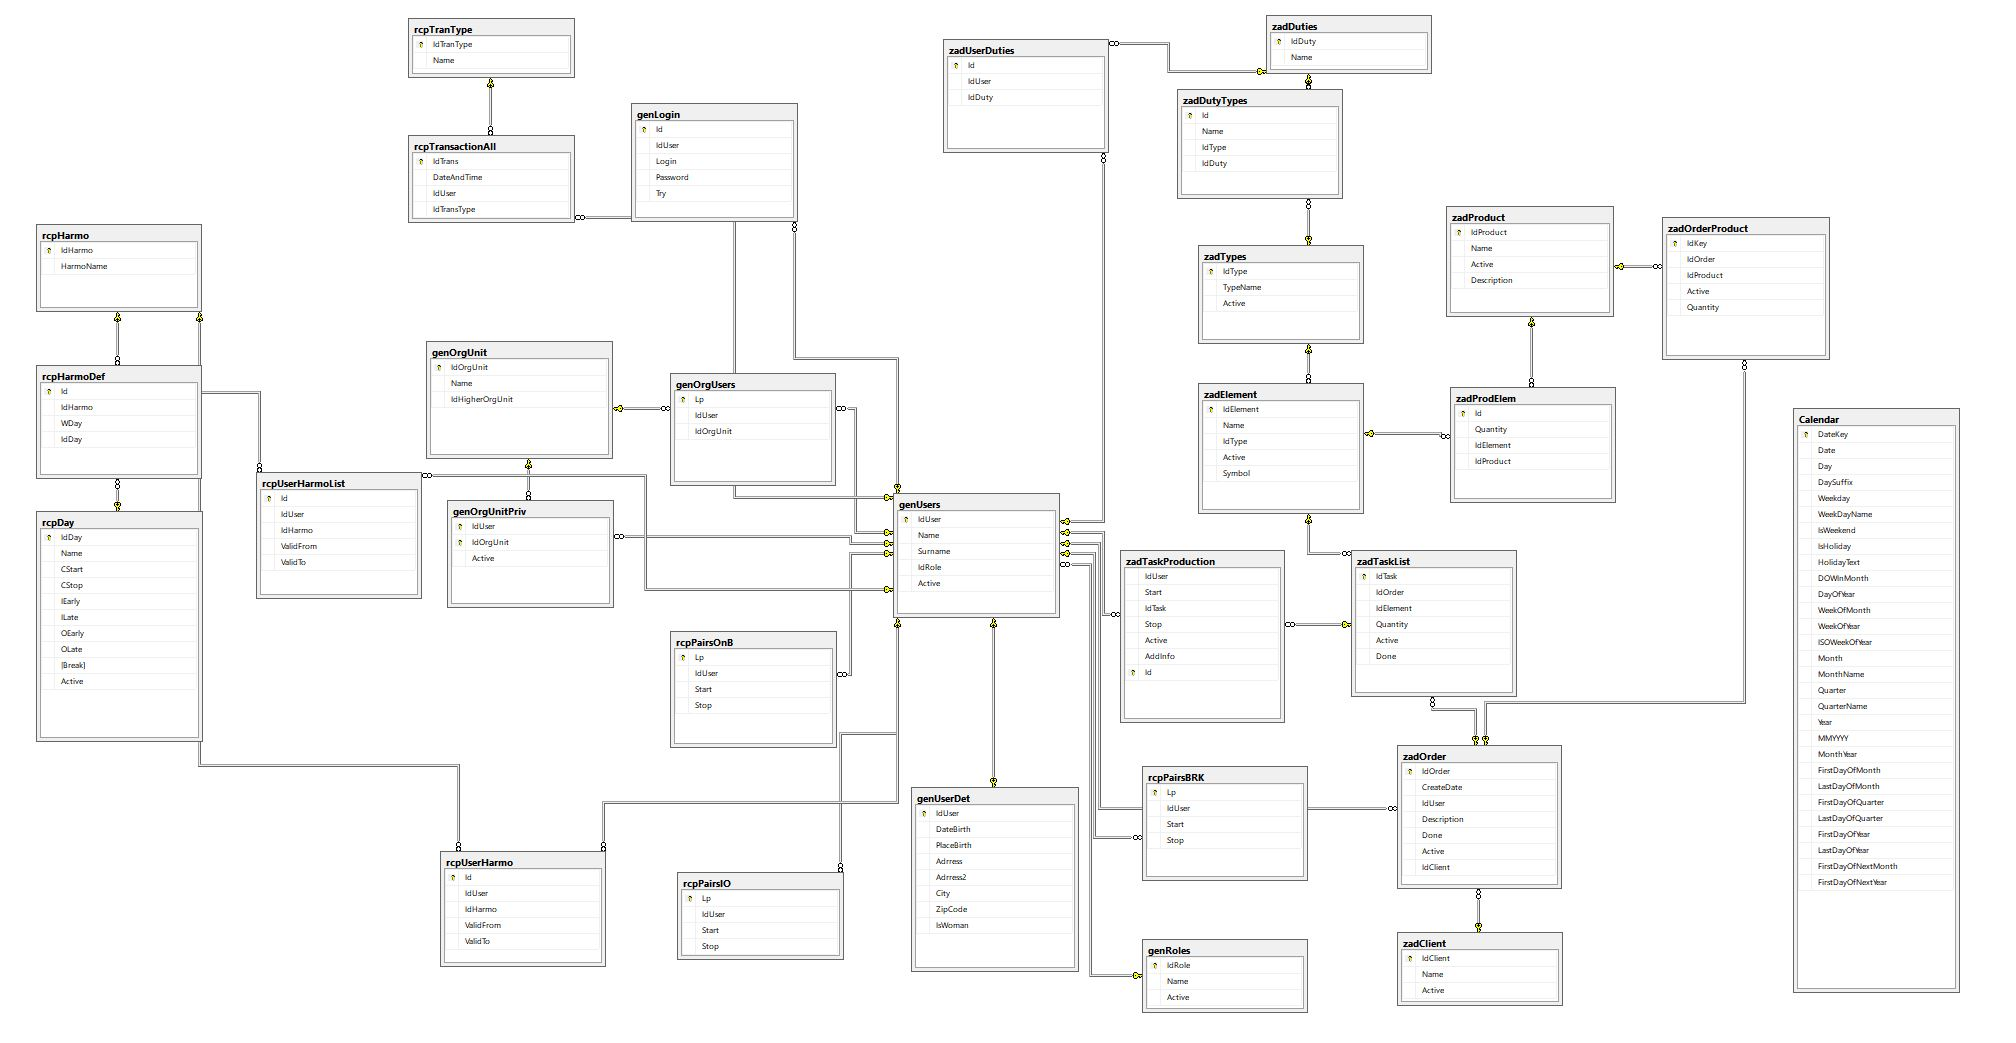 rcpTranType
IdTranType
Name
rcpTransactionAll
IdTrans
DateAndTime
IdUser
IdTransType
genLogin
Id
IdUser
Login
Password
Try
zadUserDuties
Id
IdUser
IdDuty
zadDuties
IdDuty
Name
zadDutyTypes
Id
Name
IdType
IdDuty
rcpHarmo
IdHarmo
HarmoName
zadTypes
IdType
TypeName
Active
zadProduct
IdProduct
Name
Active
Description
zadOrderProduct
IdKey
IdOrder
IdProduct
Active
Quantity
rcpHarmoDef
Id
IdHarmo
WDay
IdDay
genOrgUnit
IdOrgUnit
Name
IdHigherOrgUnit
genOrgUsers
Lp
IdUser
IdOrgUnit
zadElement
IdElement
Name
IdType
Active
Symbol
zadProdElem
Id
Quantity
IdElement
IdProduct
Calendar
DateKey
Date
Day
DaySuffix
Weekday
WeekDayName
IsWeekend
IsHoliday
HolidayText
DOWInMonth
DayOfYear
WeekOfMonth
WeekOfYear
ISOWeekOfYear
Month
MonthName
Quarter
QuarterName
Year
MMYYYY
MonthYear
FirstDayOfMonth
LastDayOfMonth
FirstDayOfQuarter
LastDayOfQuarter
FirstDayOfYear
LastDayOfYear
FirstDayOfNextMonth
FirstDayOfNextYear
rcpDay
IdDay
Name
CStart
CStop
IEarly
ILate
OEarly
OLate
[Break]
Active
rcpUserHarmoList
Id
IdUser
IdHarmo
ValidFrom
ValidTo
genOrgUnitPriv
IdUser
IdOrgUnit
Active
genUsers
IdUser
Name
Surname
IdRole
Active
zadTaskProduction
IdUser
Start
IdTask
Stop
Active
AddInfo
Id
zadTaskList
IdTask
IdOrder
IdElement
Quantity
Active
Done
rcpPairsOnB
Lp
IdUser
Start
Stop
rcpUserHarmo
Id
IdUser
IdHarmo
ValidFrom
ValidTo
rcpPairsIO
Lp
IdUser
Start
Stop
genUserDet
IdUser
DateBirth
PlaceBirth
Adrress
Adrress2
City
ZipCode
IsWoman
rcpPairsBRK
Lp
IdUser
Start
Stop
zadOrder
IdOrder
CreateDate
IdUser
Description
Done
Active
IdClient
genRoles
IdRole
Name
Active
zadClient
IdClient
Name
Active